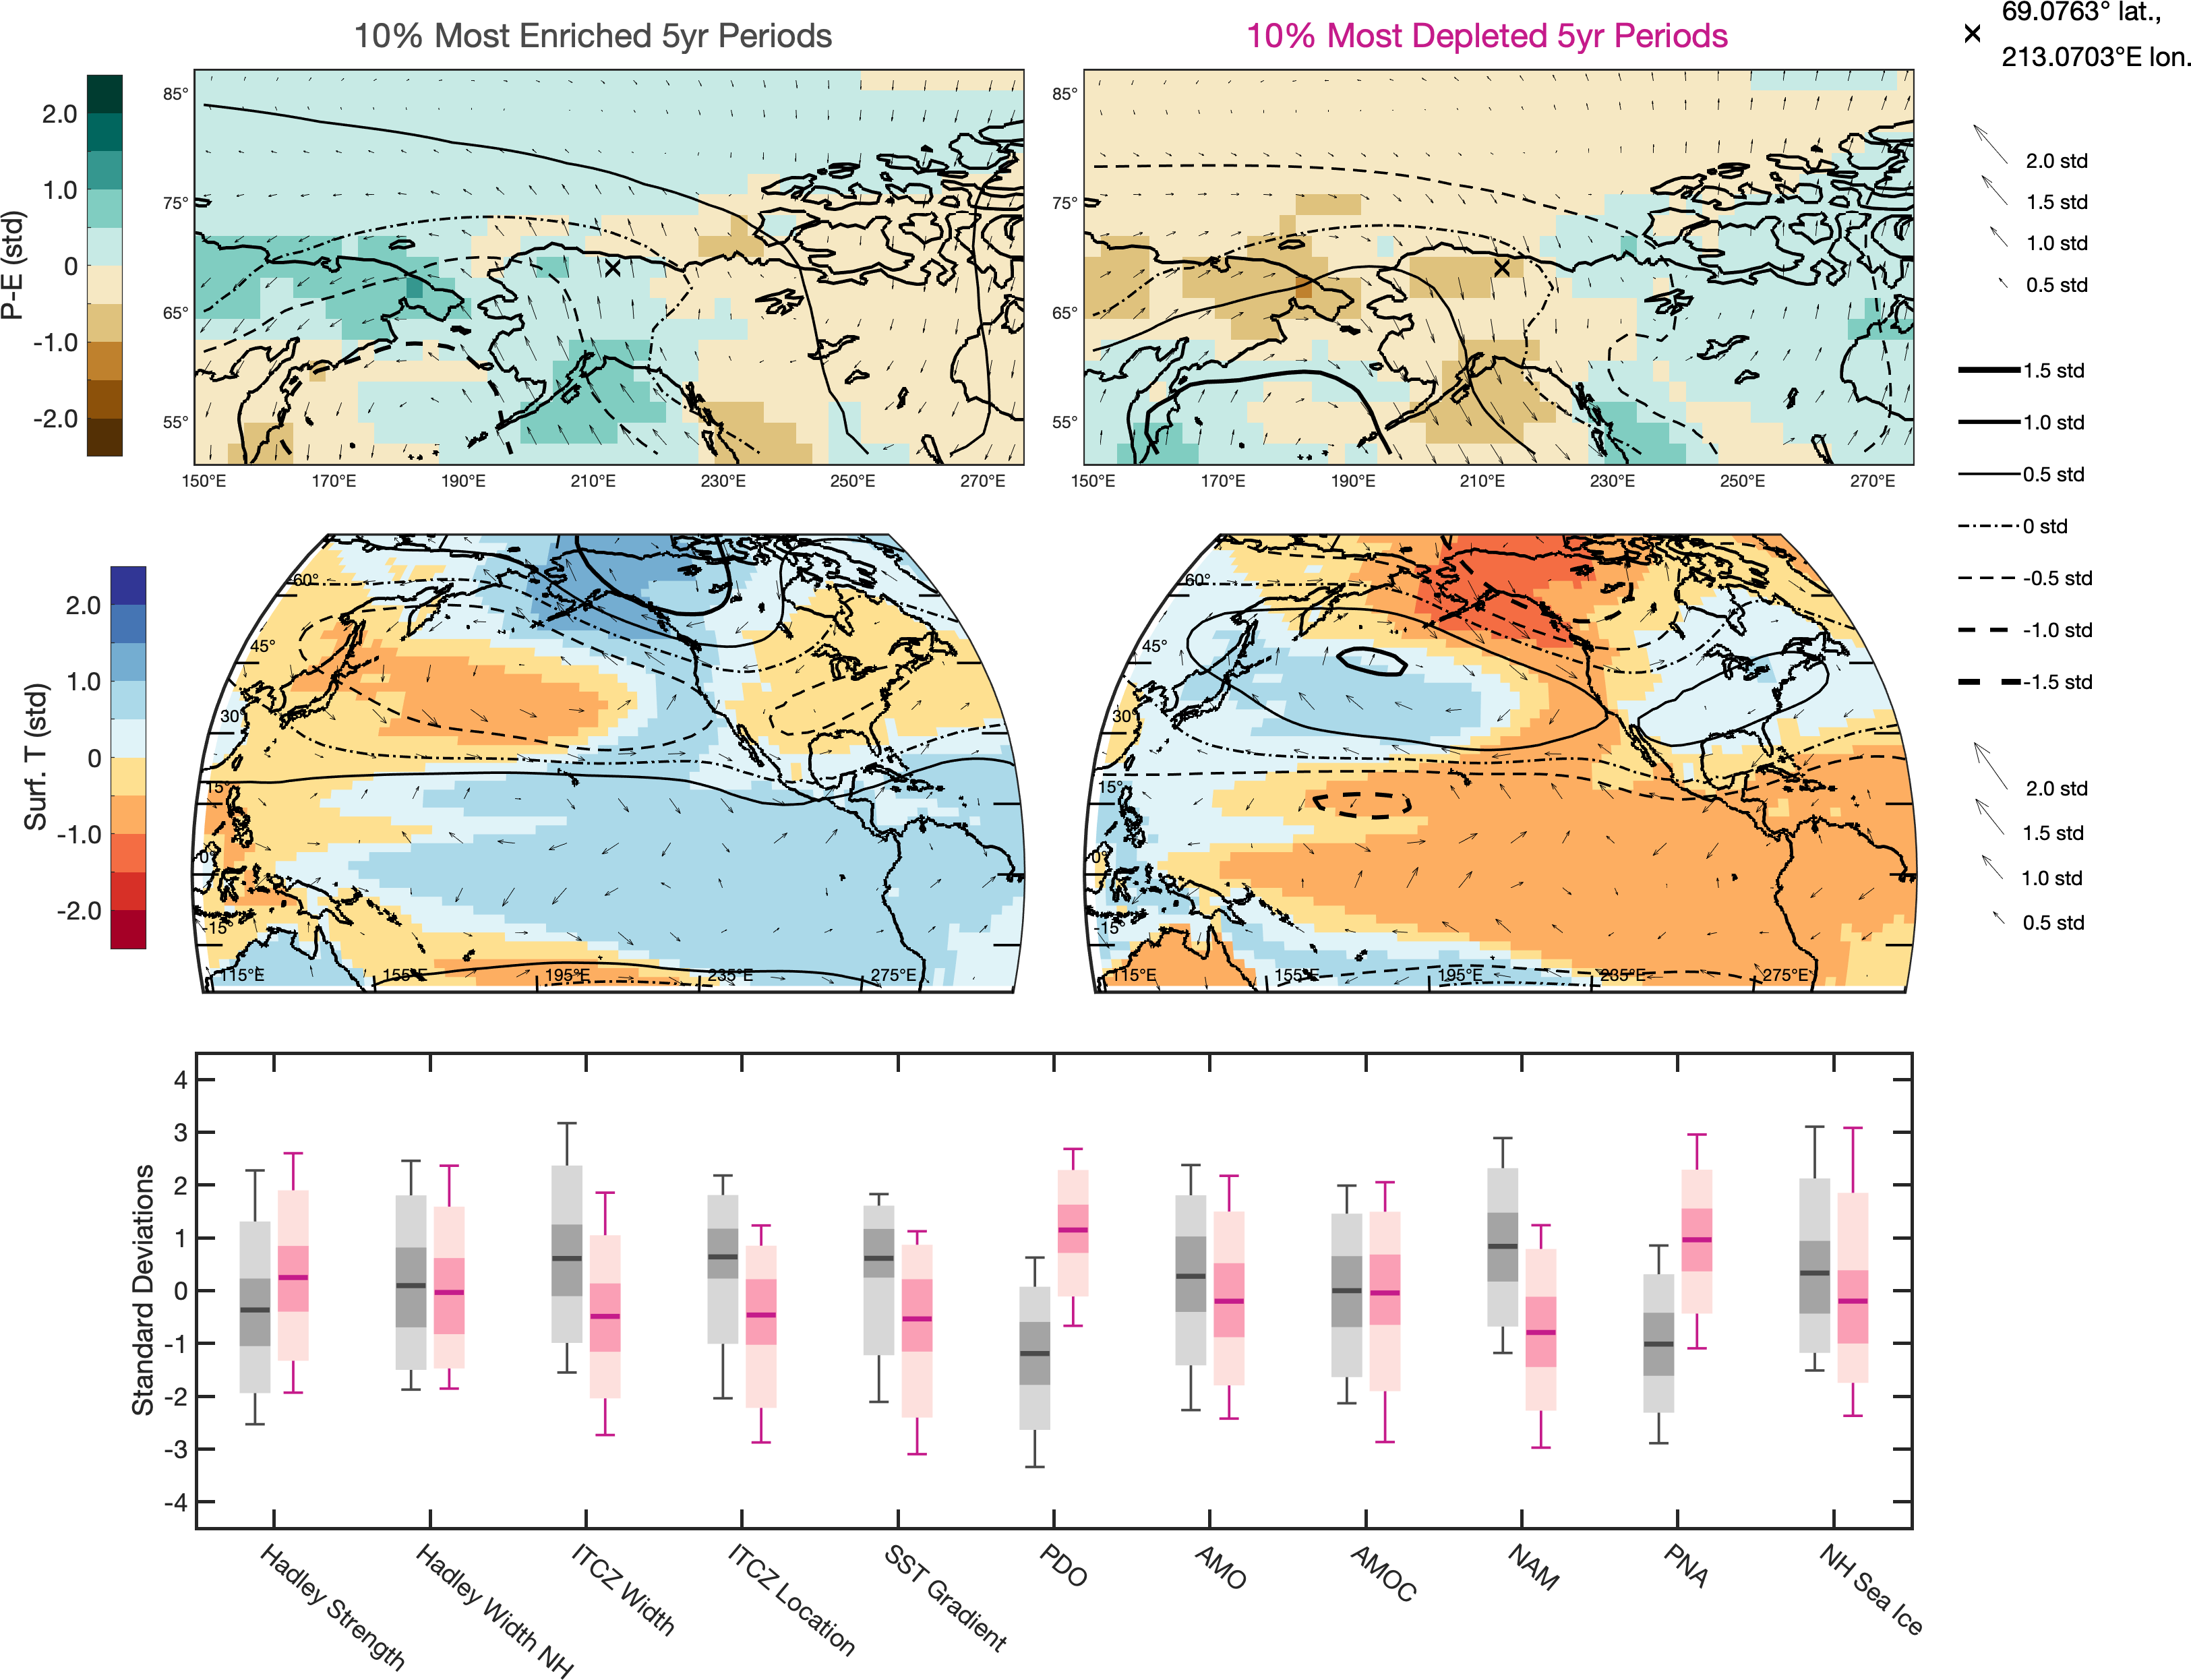 10% Most Enriched 5yr Periods
10% Most Depleted 5yr Periods
69.0763° lat.,
213.0703°E lon.
2.0 std
1.5 std
1.0 std
0.5 std
1.5 std
1.0 std
0.5 std
0 std
-0.5 std
-1.0 std
-1.5 std
2.0 std
1.5 std
1.0 std
0.5 std
P-E (std)
2.0
1.0
0
-1.0
-2.0
85°
75°
65°
55°
150°E 170°E 190°E 210°E 230°E 250°E 270°E
85°
75°
65°
55°
150°E 170°E 190°E 210°E 230°E 250°E 270°E
Surf. T (std)
2.0
1.0
0
-1.0
-2.0
60°
45°
30°
15°
0°
-15°
115°E 155°E 195°E 235°E 275°E
60°
45°
30°
15°
0°
-15°
115°E 155°E 195°E 235°E 275°E
Standard Deviations
4
3
2
1
0
-1
-2
-3
-4
Hadley Strength
Hadley Width NH
ITCZ Width
ITCZ Location
SST Gradient
PDO
AMO
AMOC
NAM
PNA
NH Sea Ice